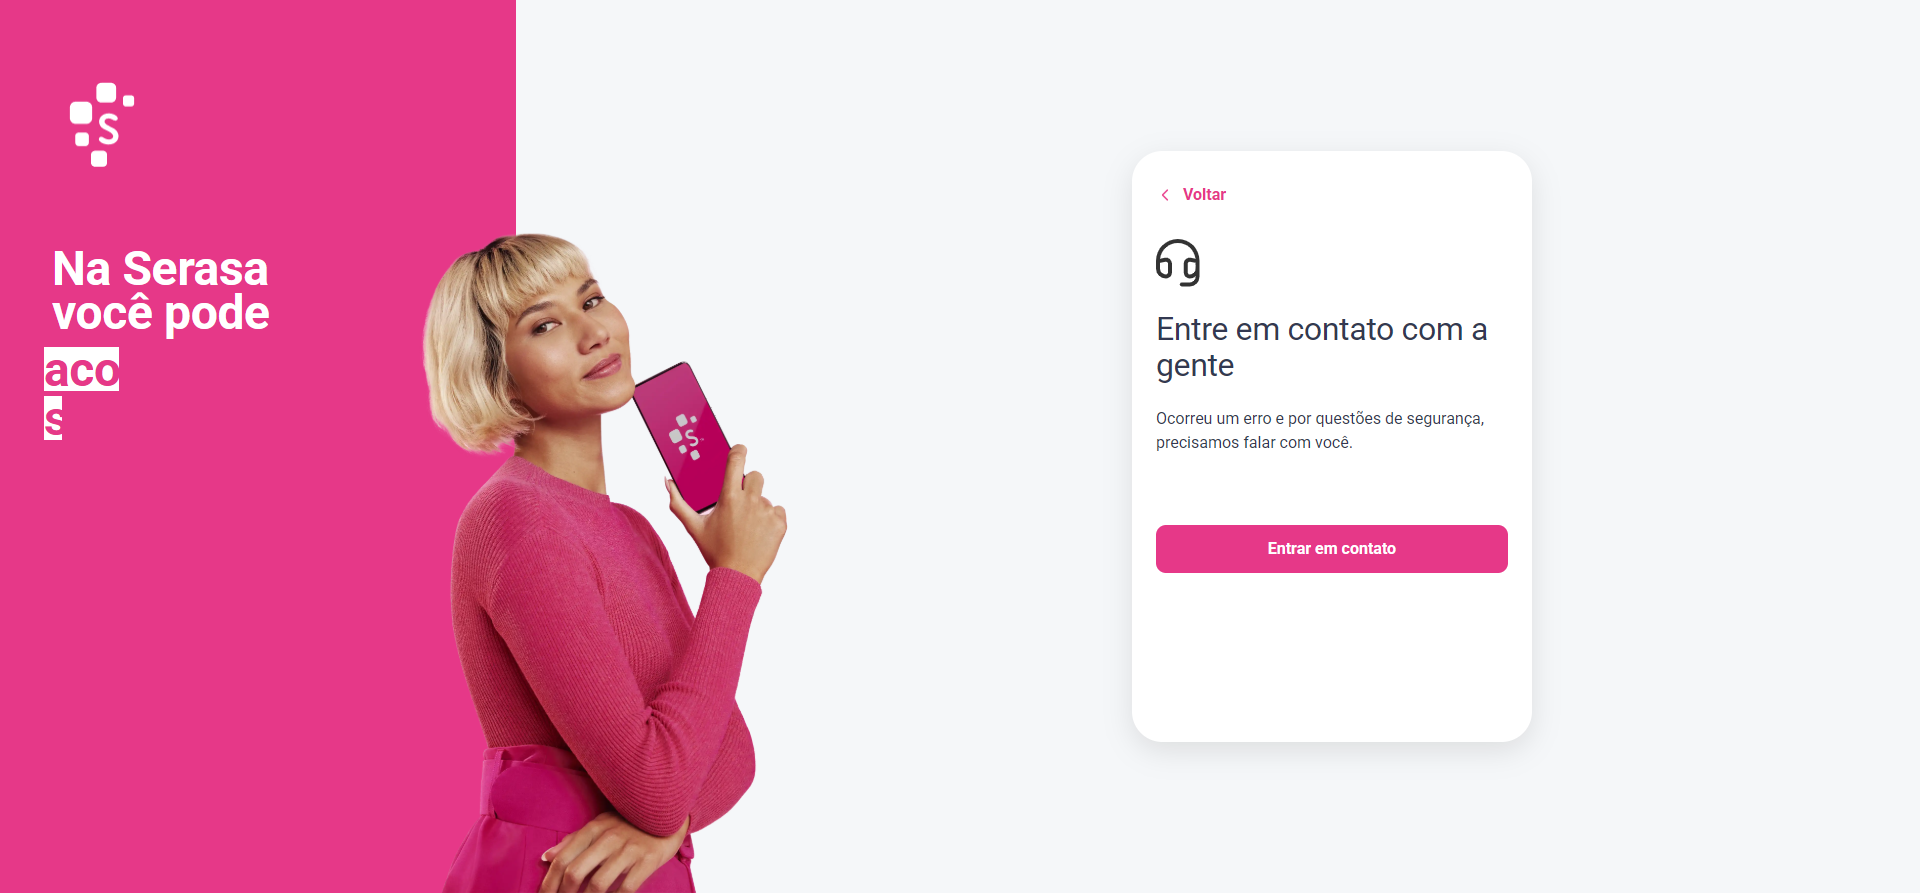 S
Na Serasa
você pode
aco
s
Voltar
Entre em contato com a
gente
Ocorreu um erro e por questões de segurança,
precisamos falar com você.
Entrar em contato
S